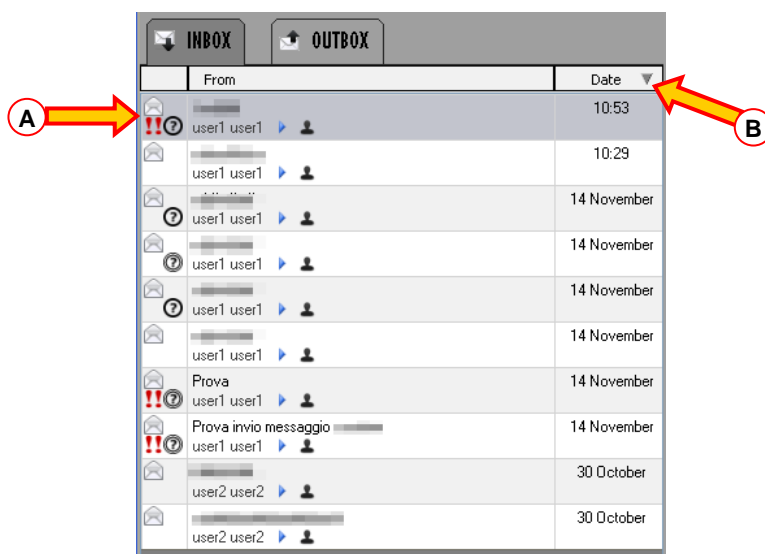 INBOX OUTBOX
From Date
A
10:53
user1 user1
B
10:29
user1 user1
14 November
user1 user1
14 November
user1 user1
14 November
user1 user1
14 November
user1 user1
Prova 14 November
user1 user1
Prova invio messaggio 14 November
user1 user1
30 October
user2 user2
30 October
user2 user2